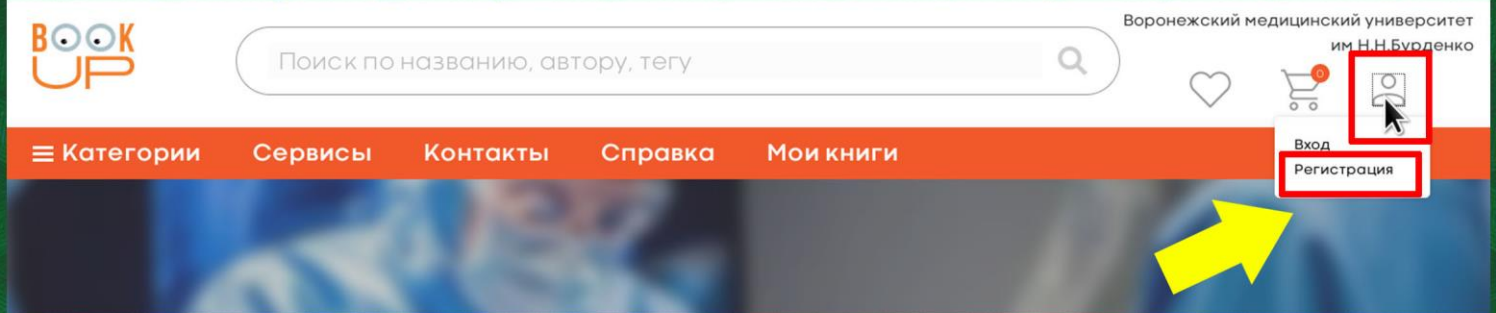 BOOK
UP
Поиск по названию, автору, тегу
Воронежский медицинский университет
им Н.Н.Бурденко
0
Категории Сервисы Контакты Справка Мои книги
Вход
Регистрация